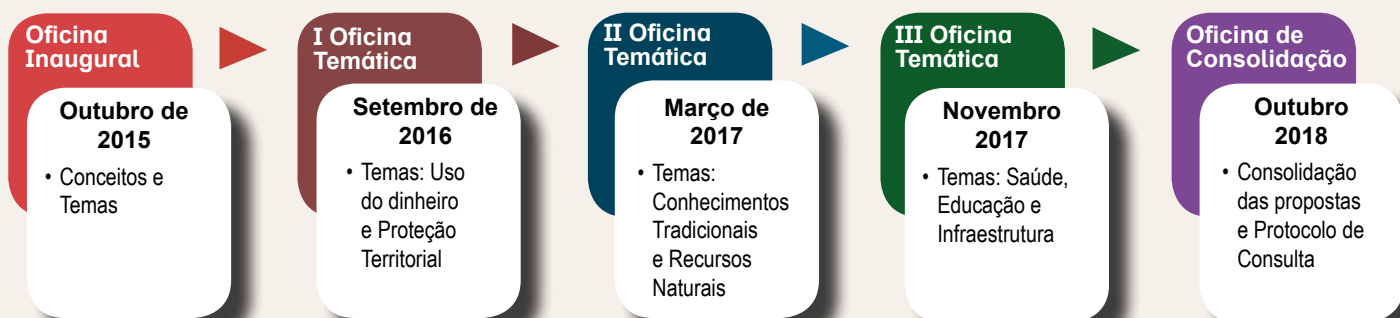 Oficina
Inaugural
Outubro de
2015
• Conceitos e
Temas
I Oficina
Temática
Setembro de
2016
• Temas: Uso
do dinheiro
e Proteção
Territorial
II Oficina
Temática
Março de
2017
• Temas:
Conhecimentos
Tradicionais
e Recursos
Naturais
III Oficina
Temática
Novembro
2017
• Temas: Saúde,
Educação e
Infraestrutura
Oficina de
Consolidação
Outubro
2018
• Consolidação
das propostas
e Protocolo de
Consulta